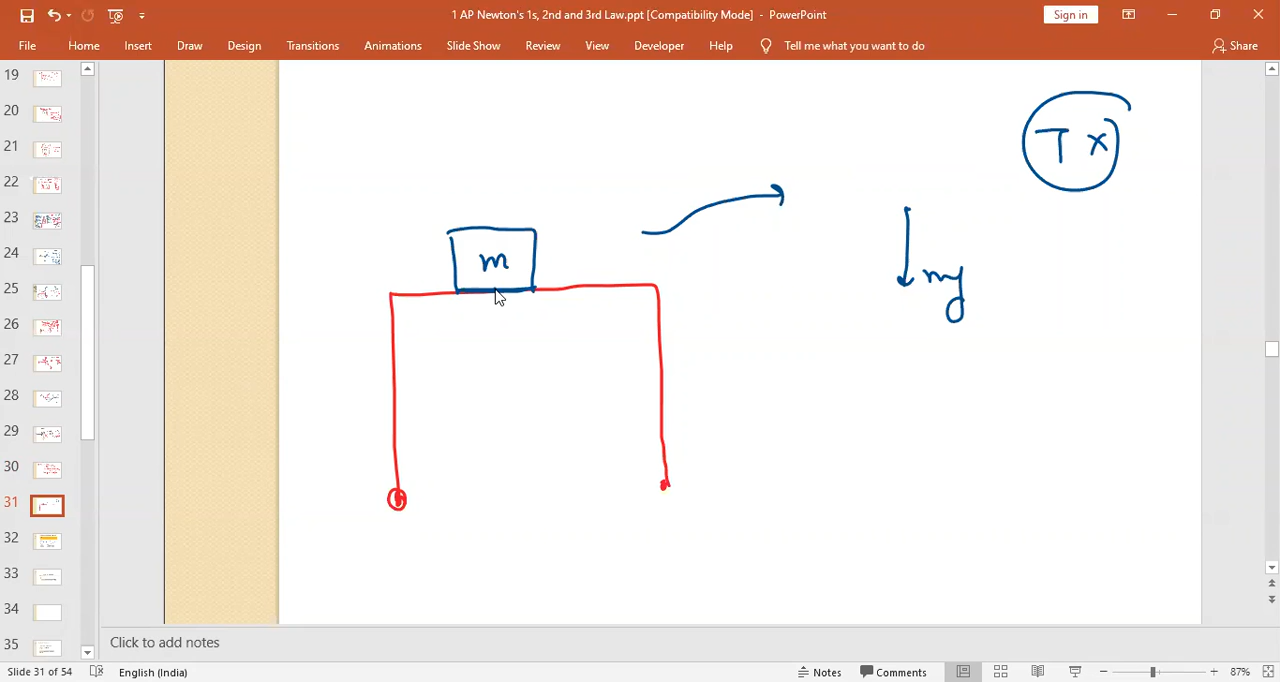 1 AP Newton's 1s, 2nd and 3rd Law.ppt [Compatibility Mode] - PowerPoint
Sign in
File Home Insert Draw Design Transitions Animations Slide Show Review View Developer Help Tell me what you want to do Share
19
20
21
22
23
24
25
26
27
28
29
30
31
32
33
34
35
T x
m
mg
Click to add notes
Slide 31 of 54 English (India) Notes Comments 87%